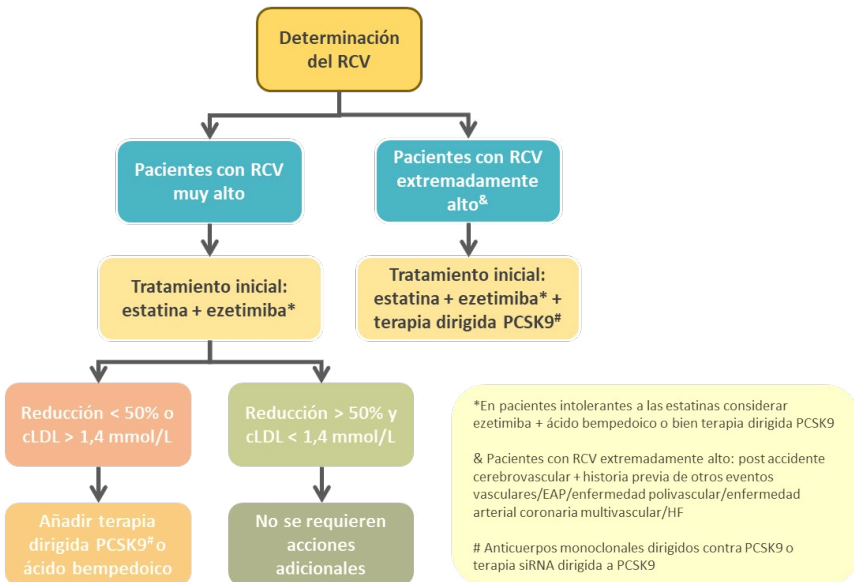 Determinación
del RCV
Pacientes con RCV
muy alto
Pacientes con RCV
extremadamente
alto&
Tratamiento inicial:
estatina + ezetimiba*
Tratamiento inicial:
estatina + ezetimiba* +
terapia dirigida PCSK9#
Reducción < 50% o
cLDL > 1,4 mmol/L
Reducción > 50% y
cLDL < 1,4 mmol/L
Añadir terapia
dirigida PCSK9# o
ácido bempedoico
No se requieren
acciones
adicionales
*En pacientes intolerantes a las estatinas considerar
ezetimiba + ácido bempedoico o bien terapia dirigida PCSK9
& Pacientes con RCV extremadamente alto: post accidente
cerebrovascular + historia previa de otros eventos
vasculares/EAP/enfermedad polivascular/enfermedad
arterial coronaria multivascular/HF
# Anticuerpos monoclonales dirigidos contra PCSK9 o
terapia siRNA dirigida a PCSK9